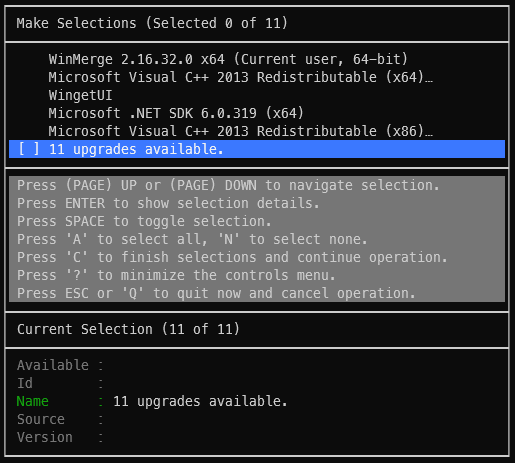 Make Selections (Selected 0 of 11)
WinMerge 2.16.32.0 x64 (Current user, 64-bit)
Microsoft Visual C++ 2013 Redistributable (x64)…
WingetUI
Microsoft .NET SDK 6.0.319 (x64)
Microsoft Visual C++ 2013 Redistributable (x86)…
[ ] 11 upgrades available.
Press (PAGE) UP or (PAGE) DOWN to navigate selection.
Press ENTER to show selection details.
Press SPACE to toggle selection.
Press 'A' to select all, 'N' to select none.
Press 'C' to finish selections and continue operation.
Press '?' to minimize the controls menu.
Press ESC or 'Q' to quit now and cancel operation.
Current Selection (11 of 11)
Available :
Id :
Name : 11 upgrades available.
Source :
Version :